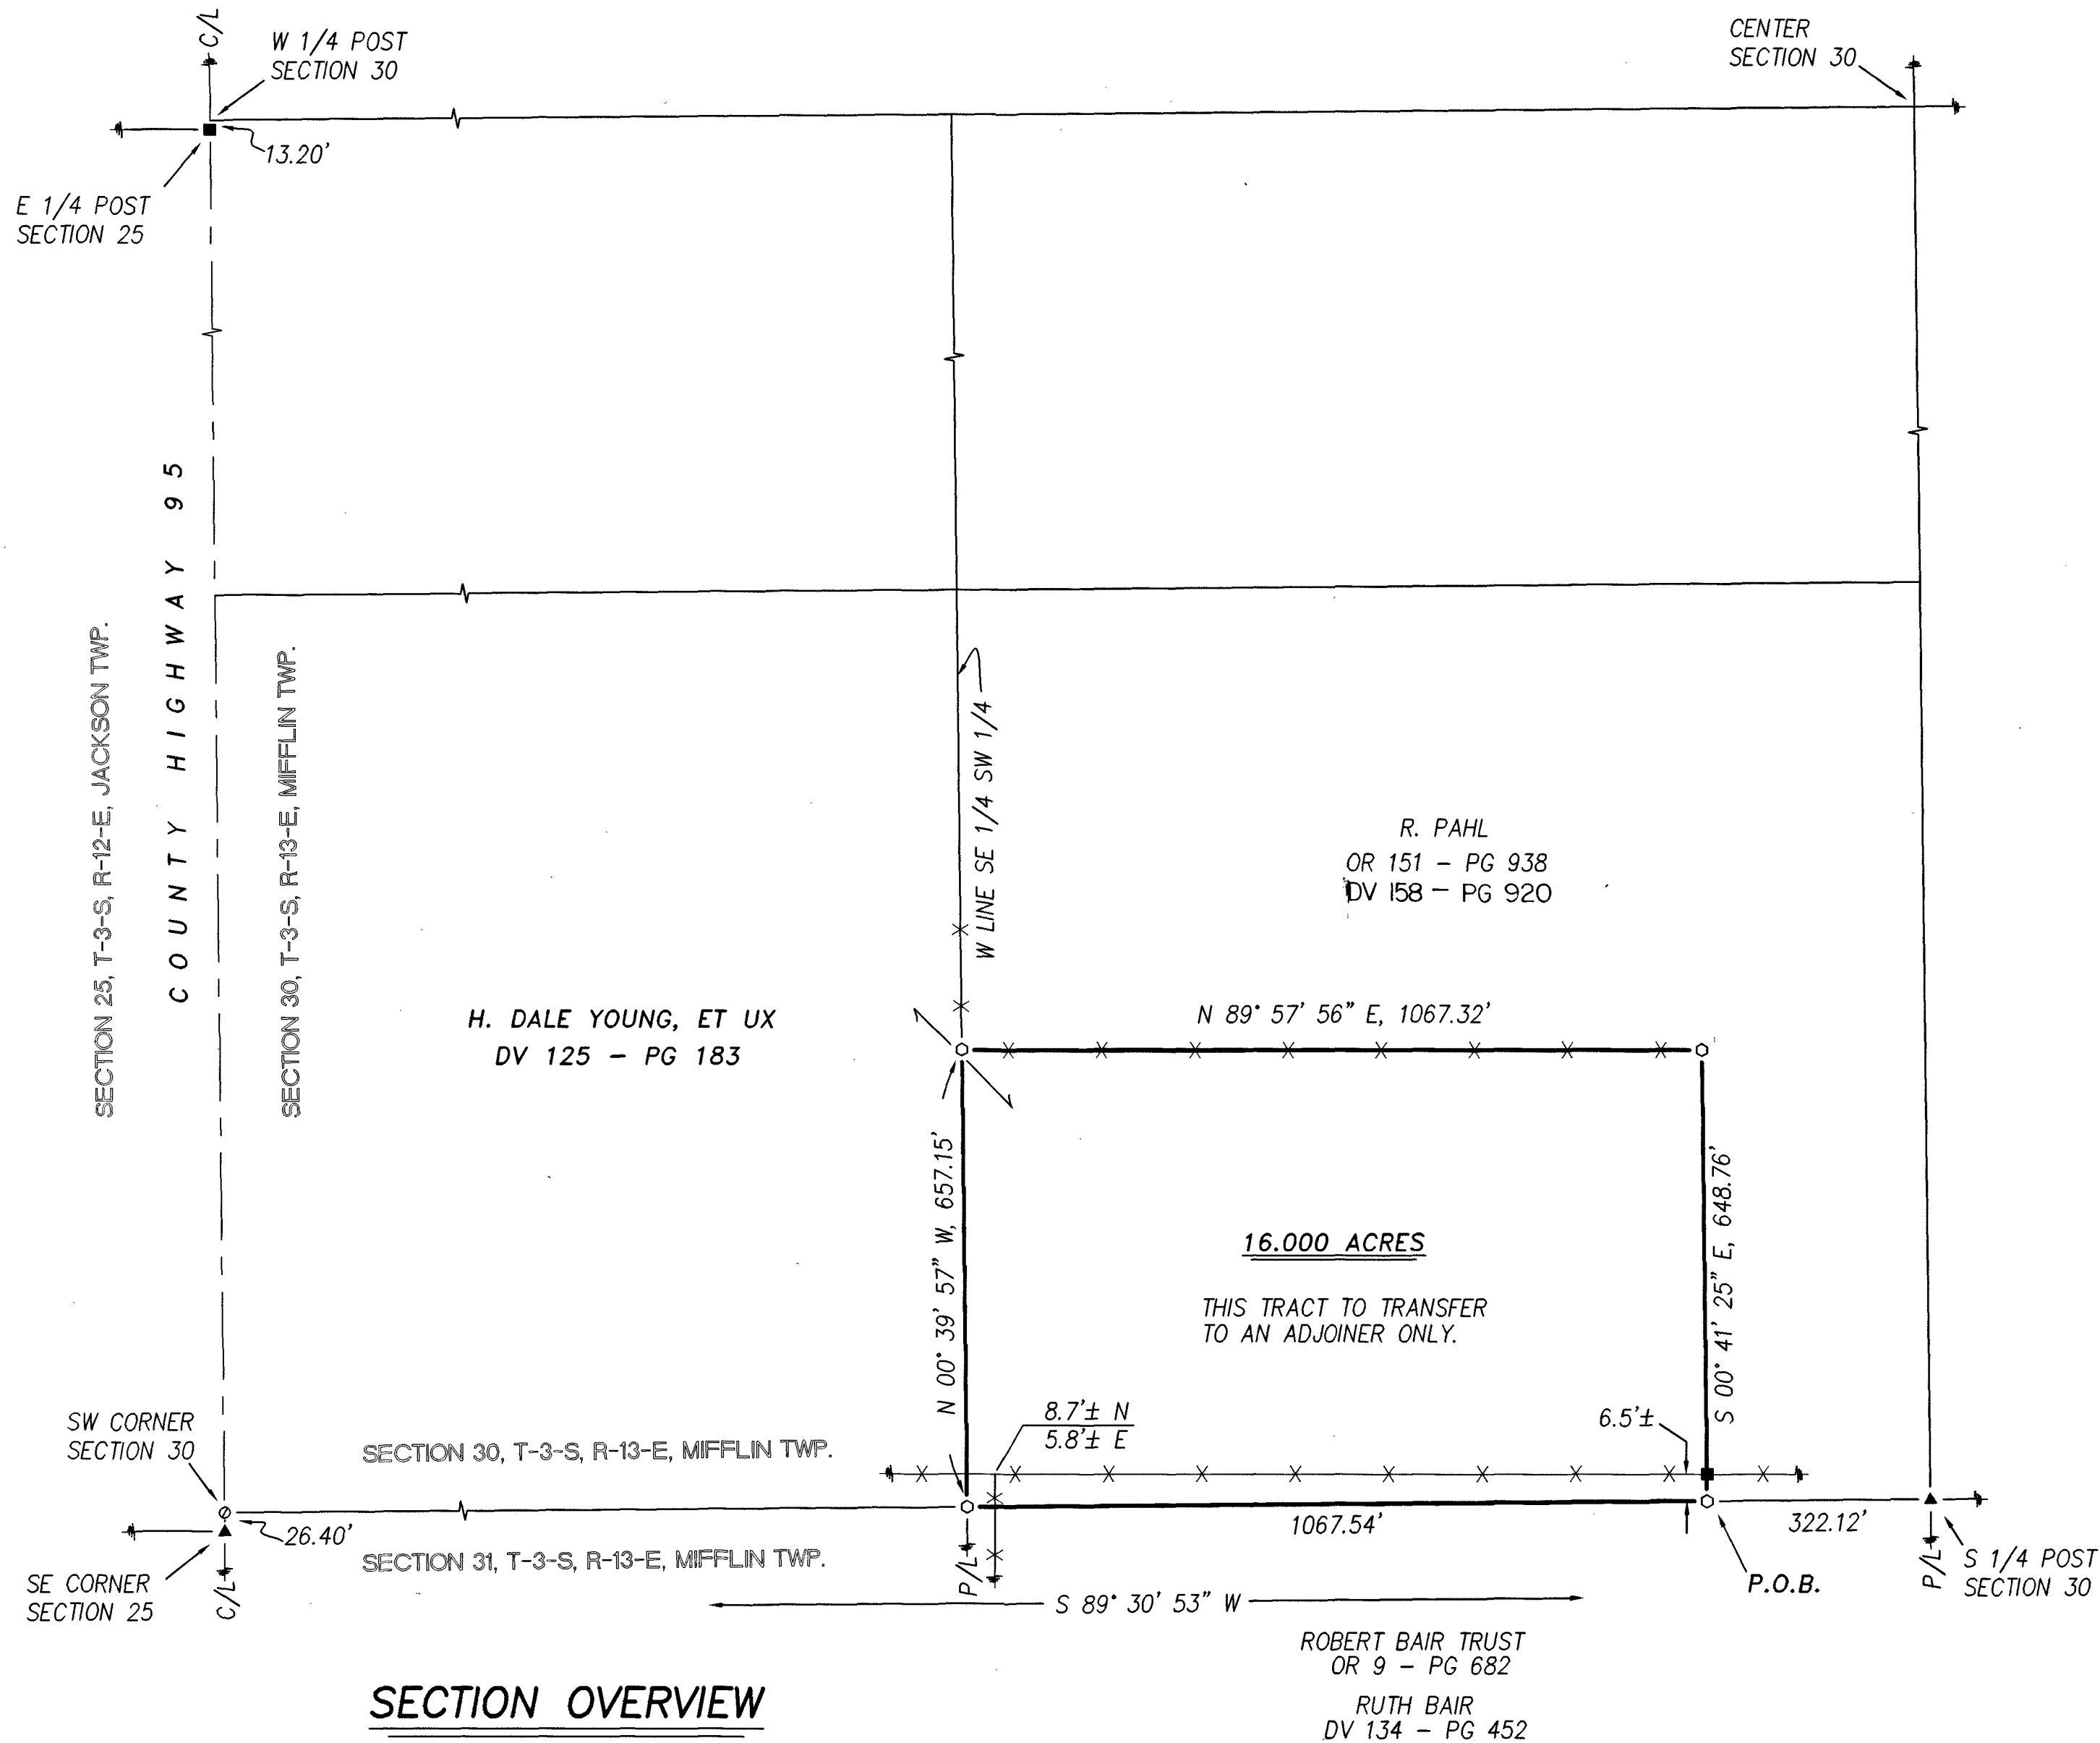 C/L
W 1/4 POST
SECTION 30
CENTER
SECTION 30
13.20'
E 1/4 POST
SECTION 25
COUNTY HIGHWAY 95
SECTION 25, T-3-S, R-12-E, JACKSON TWP.
SECTION 30, T-3-S, R-13-E, MIFFLIN TWP.
W LINE SE 1/4 SW 1/4
R. PAHL
OR 151 – PG 938
DV 158 – PG 920
H. DALE YOUNG, ET UX
DV 125 – PG 183
N 89° 57' 56" E, 1067.32'
N 00° 39' 57" W, 657.15'
S 00° 41' 25" E, 648.76'
16.000 ACRES
THIS TRACT TO TRANSFER
TO AN ADJOINER ONLY.
8.7'± N
5.8'± E
6.5'±
SW CORNER
SECTION 30
SECTION 30, T-3-S, R-13-E, MIFFLIN TWP.
26.40'
1067.54'
322.12'
SECTION 31, T-3-S, R-13-E, MIFFLIN TWP.
SE CORNER
SECTION 25
C/L
P/L
P.O.B.
P/L
S 1/4 POST
SECTION 30
S 89° 30' 53" W
ROBERT BAIR TRUST
OR 9 – PG 682
RUTH BAIR
DV 134 – PG 452
SECTION OVERVIEW